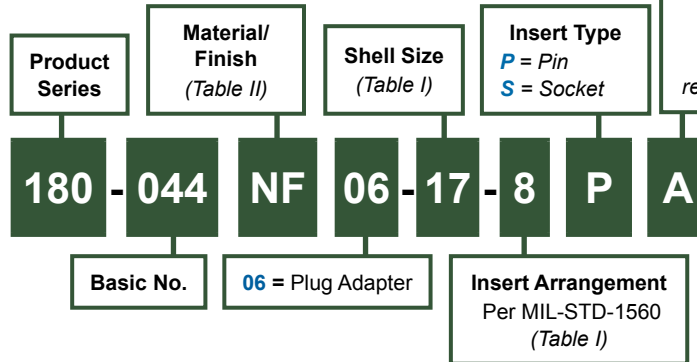 Product
Series
Material/
Finish
(Table II)
Shell Size
(Table I)
Insert Type
P = Pin
S = Socket
180 - 044 NF 06 - 17 - 8 P A
Basic No.
06 = Plug Adapter
Insert Arrangement
Per MIL-STD-1560
(Table I)